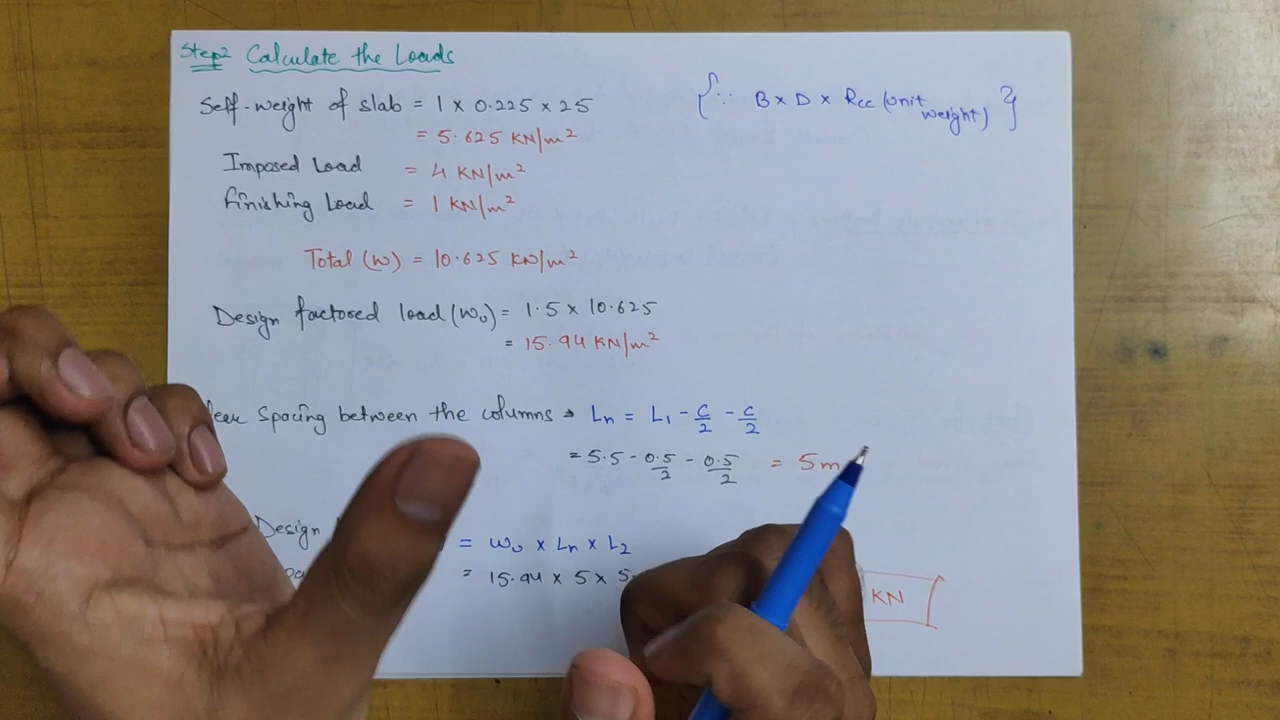 Step2 Calculate the Loads
Self-weight of slab = 1 x 0.225 x 25 {∵ B x D x Rcc (unit weight)}
= 5.625 KN/m²
Imposed Load = 4 KN/m²
finishing Load = 1 KN/m²
Total (w) = 10.625 KN/m²
Design factored load (wᵤ) = 1.5 x 10.625
= 15.94 KN/m²
spacing between the columns → Lₙ = L₁ - c/2 - c/2
= 5.5 - 0.5/2 - 0.5/2 = 5m
Design = wᵤ x Lₙ x L₂
= 15.94 x 5 x 5
KN